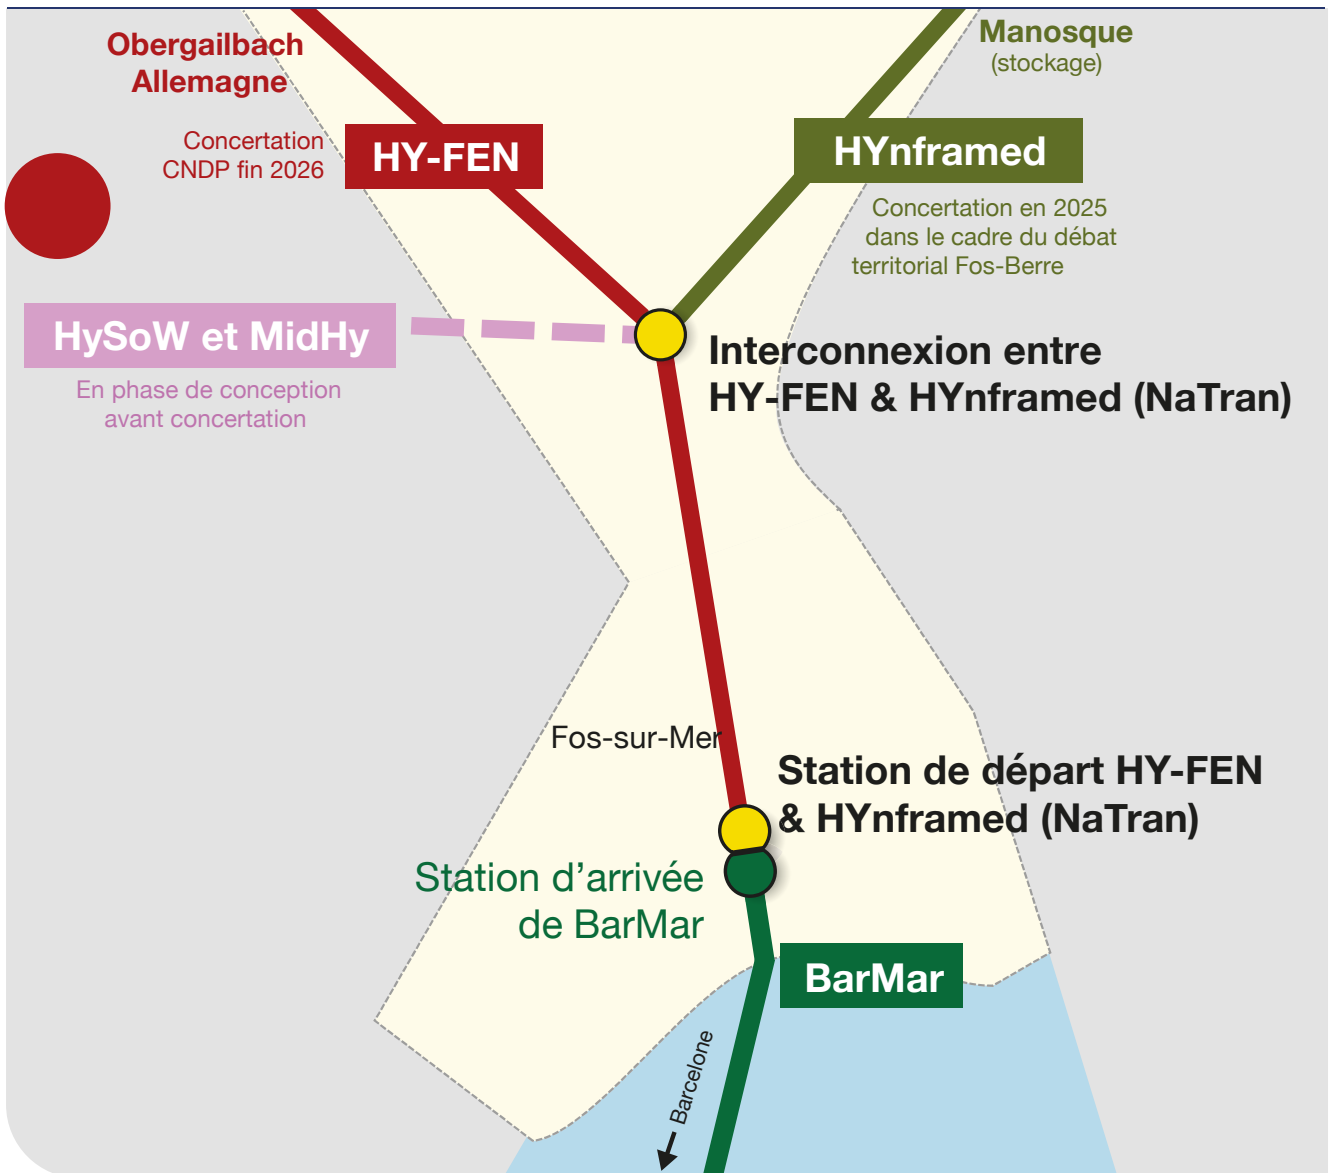 Obergailbach
Allemagne
Manosque
(stockage)
Concertation
CNDP fin 2026
HY-FEN
HYnframed
Concertation en 2025
dans le cadre du débat
territorial Fos-Berre
HySoW et MidHy
En phase de conception
avant concertation
Interconnexion entre
HY-FEN & HYnframed (NaTran)
Fos-sur-Mer
Station de départ HY-FEN
& HYnframed (NaTran)
Station d’arrivée
de BarMar
BarMar
Barcelone